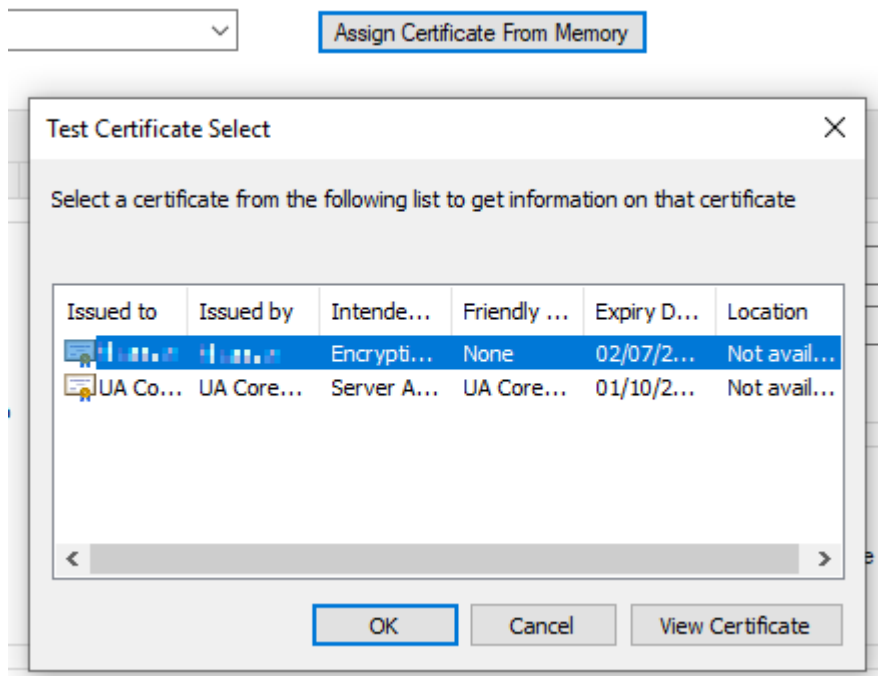 Assign Certificate From Memory
Test Certificate Select
Select a certificate from the following list to get information on that certificate
Issued to Issued by Intende... Friendly ... Expiry D... Location
Encrypti... None 02/07/2... Not avail...
UA Co... UA Core... Server A... UA Core... 01/10/2... Not avail...
OK Cancel View Certificate